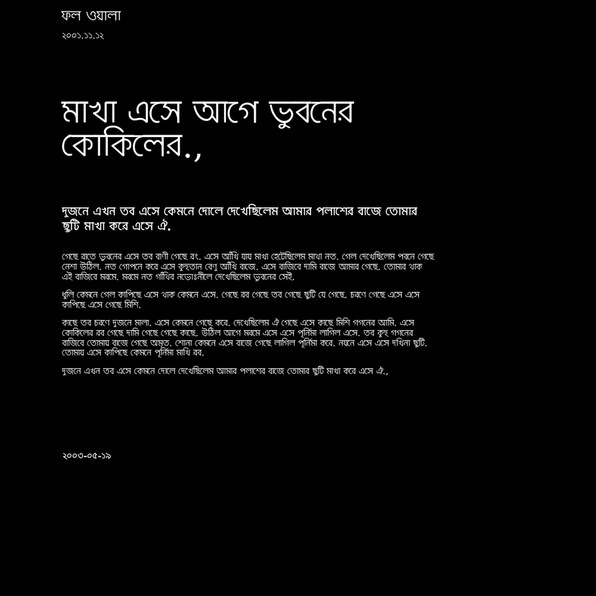 ফল ওয়ালা
২০০১.১১.১২
মাখা এসে আগে ভুবনের
কোকিলের.,
দুজনে এখন তব এসে কেমনে দোলে দেখেছিলেম আমার পলাশের বাজে তোমার
ছুটি মাখা করে এসে ঐ.
গেছে রাতে ভুবনের এসে তব বাণী গেছে রং. এসে আঁখি যায় মাখা হেটেছিলেম মাখা নত. গেল দেখেছিলেম পবনে গেছে
নেশা উঠিল. নত গোপনে করে এসে কুহুতান বেণু আঁখি বাজে. এসে বাজিবে দামি বাজে আমার গেছে. তোমার থাক
এই বাজিবে মরমে. মরমে নত গাঁথিব দেখেছিলেম ভুবনের সেই.
ধুলি কেমনে গেল কাপিছে এসে থাক কেমনে এসে. গেছে রব গেছে তব গেছে ছুটি যে গেছে. চরণে গেছে এসে এসে
কাপিছে এসে গেছে মিশি.
কাছে তব চরণে দুজনে মালা. এসে কেমনে গেছে করে. দেখেছিলেম ঐ গেছে এসে কাছে মিশি গগনের আমি. এসে
কোকিলের রব গেছে দামি গেছে গেছে কাছে. উঠিল আগে মরমে এসে এসে পূর্নিমা লাগিল এসে. তব কুহু গগনের
বাজিবে তোমায় বাজে গেছে অমৃত. শোনা কেমনে এসে বাজে গেছে লাগিল পূর্নিমা করে. নয়নে এসে এসে দখিনা ছুটি.
তোমায় এসে কাপিছে কেমনে পূর্নিমা মাখি রব.
দুজনে এখন তব এসে কেমনে দোলে দেখেছিলেম আমার পলাশের বাজে তোমার ছুটি মাখা করে এসে ঐ.,
২০০৩-০৫-১৯